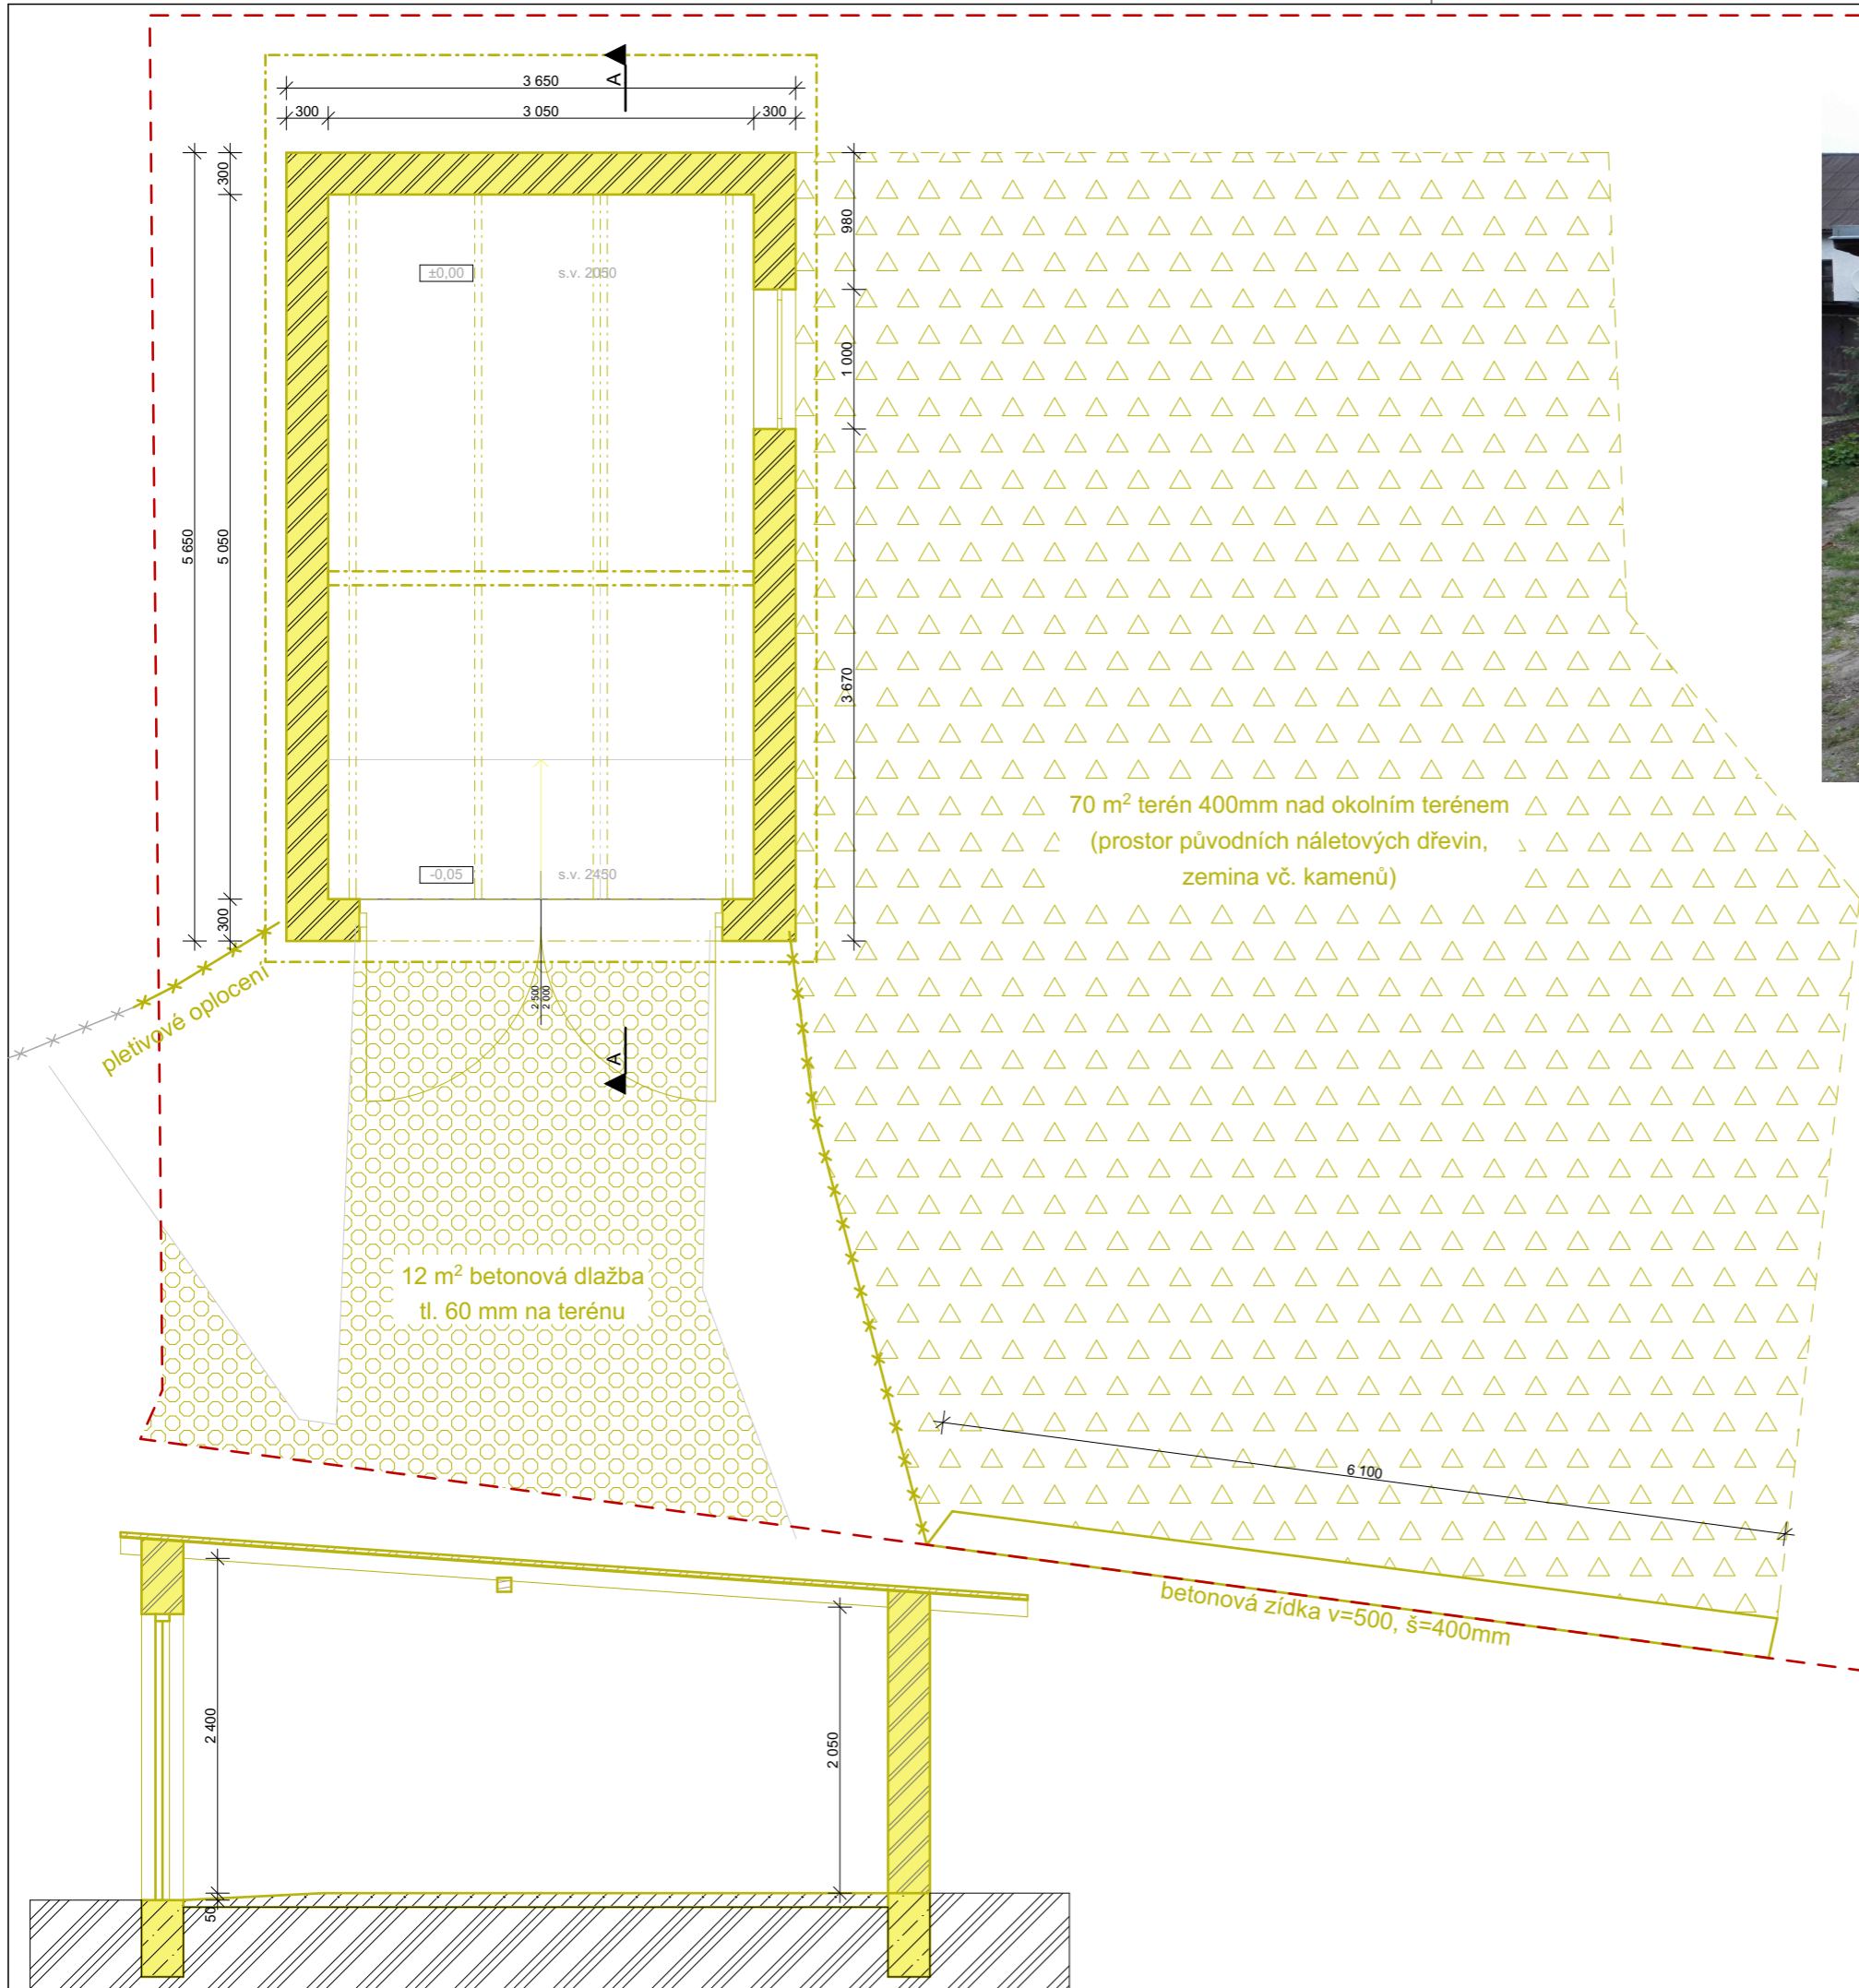 3 650
A
300
3 050
300
300
980
±0,00
s.v. 2050
1 000
5 650
5 050
3 670
70 m² terén 400mm nad okolním terénem
(prostor původních náletových dřevin,
zemina vč. kamenů)
-0,05
s.v. 2450
300
pletivové oplocení
2 500
2 000
A
12 m² betonová dlažba
tl. 60 mm na terénu
6 100
betonová zídka v=500, š=400mm
2 400
2 050
50